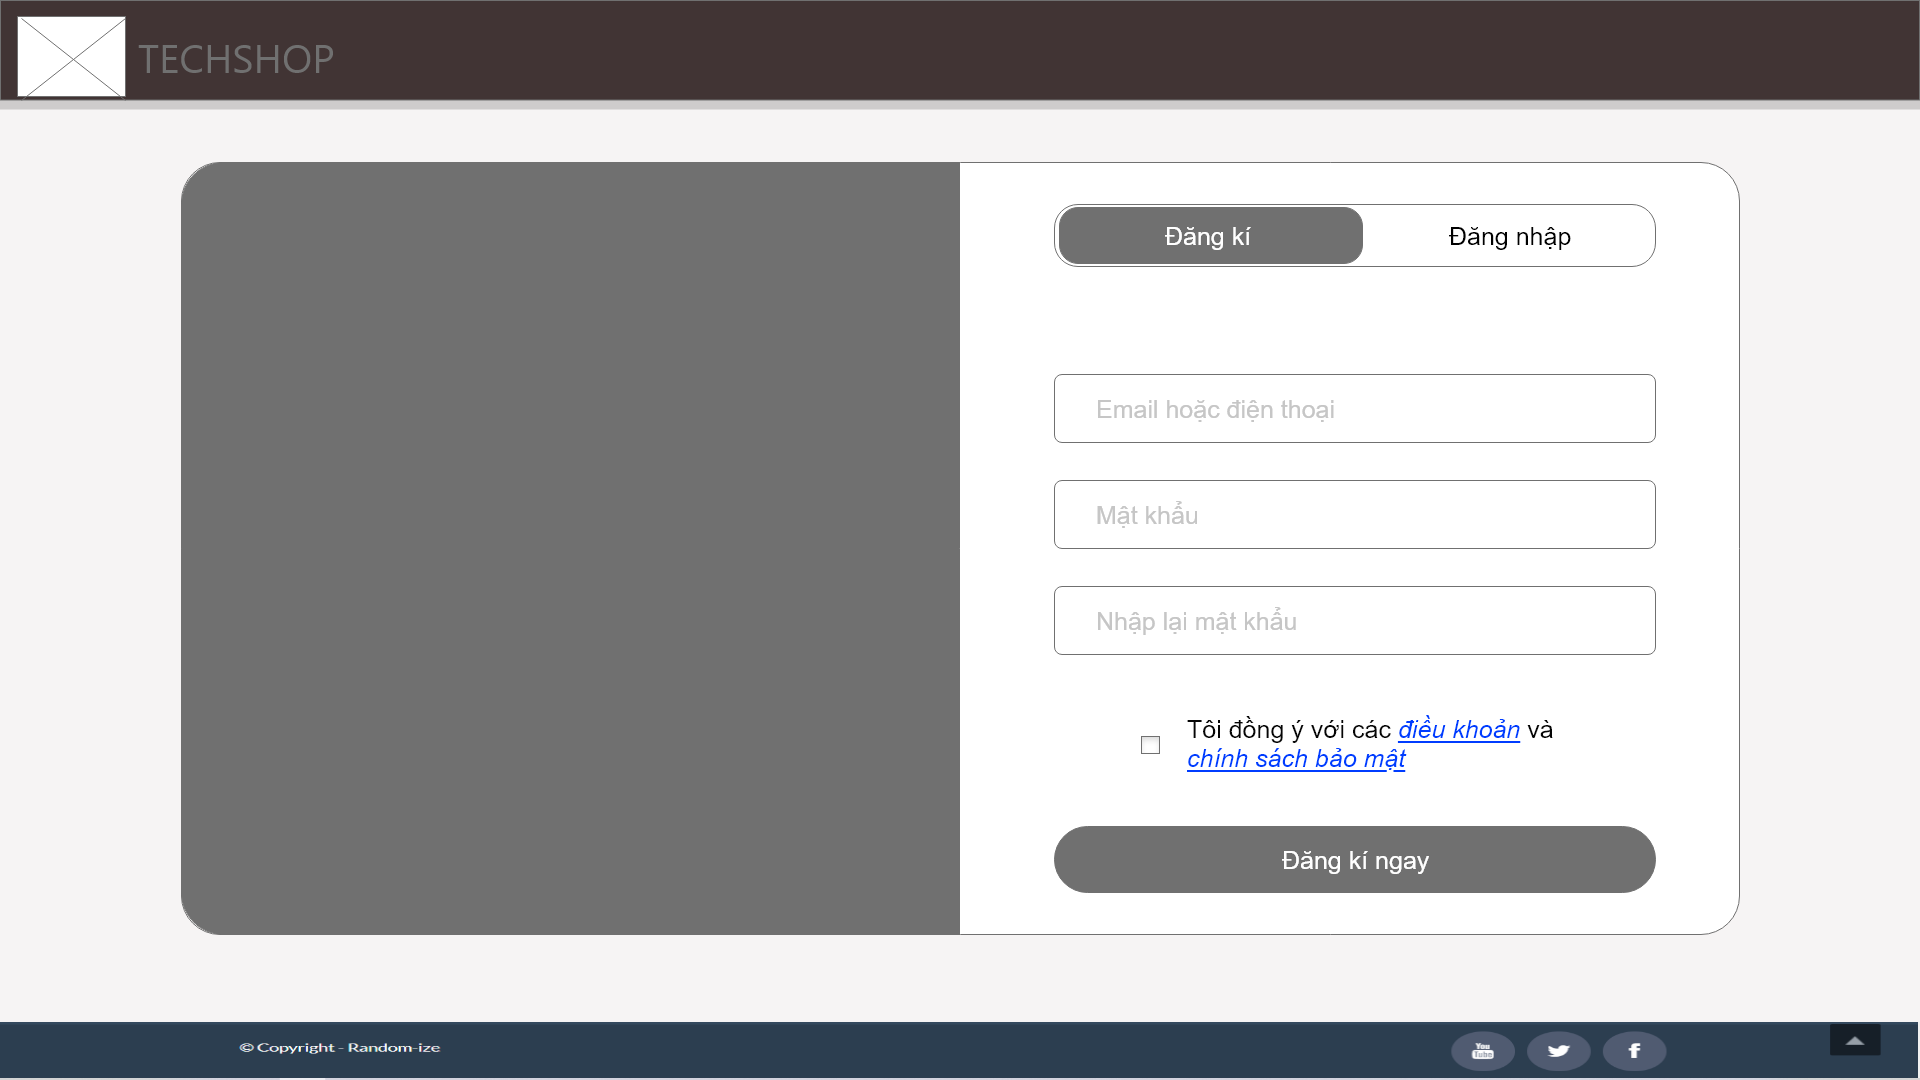 TECHSHOP
Đăng kí
Đăng nhập
Email hoặc điện thoại
Mật khẩu
Nhập lại mật khẩu
Tôi đồng ý với các điều khoản và
chính sách bảo mật
Đăng kí ngay
© Copyright - Random-ize
You
Tube